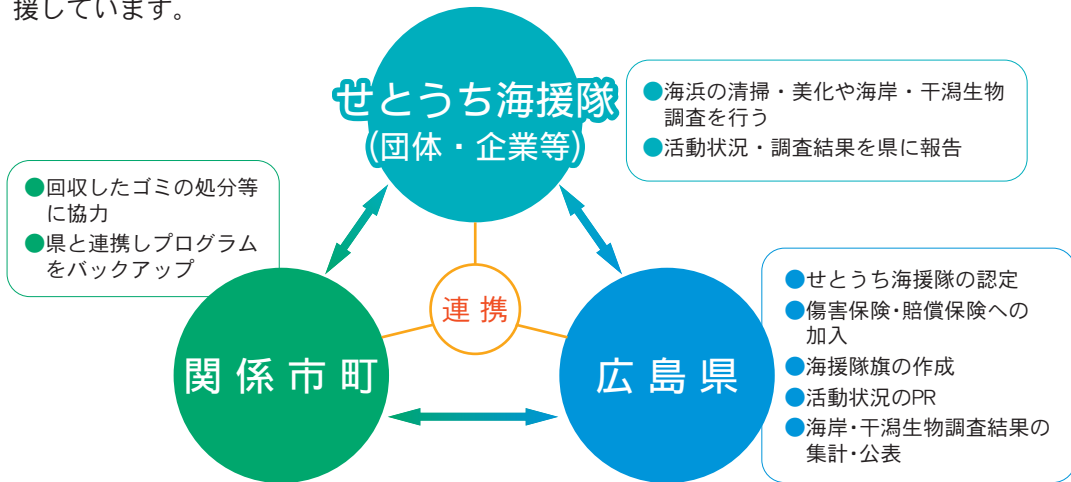 援しています。
せとうち海援隊
(団体・企業等)
●海浜の清掃・美化や海岸・干潟生物
調査を行う
●活動状況・調査結果を県に報告
●回収したゴミの処分等
に協力
●県と連携しプログラム
をバックアップ
連携
関係市町
広島県
●せとうち海援隊の認定
●傷害保険・賠償保険への
加入
●海援隊旗の作成
●活動状況のPR
●海岸・干潟生物調査結果の
集計・公表